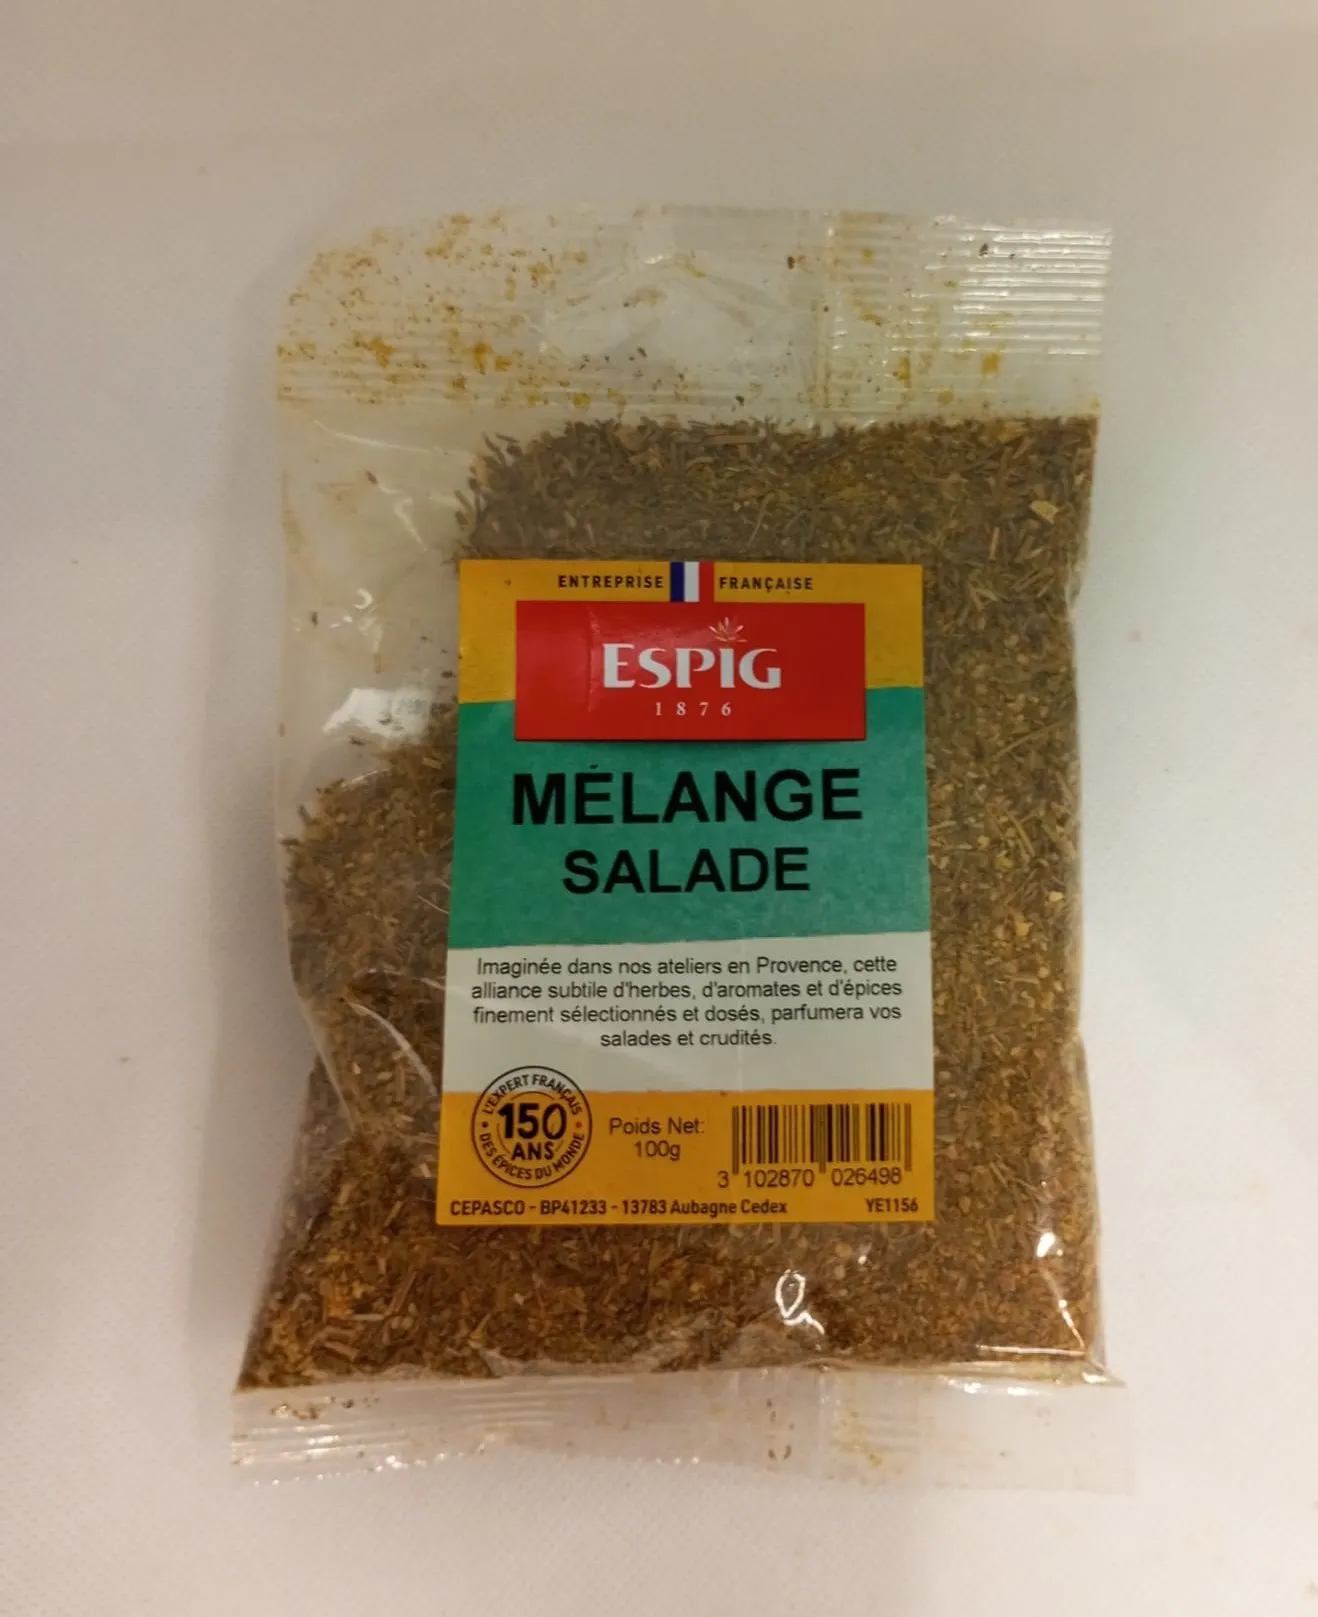 ENTREPRISE FRANÇAISE
ESPIG
1876
MÉLANGE
SALADE
Imaginée dans nos ateliers en Provence, cette
alliance subtile d'herbes, d'aromates et d'épices
finement sélectionnés et dosés, parfumera vos
salades et crudités.
L'EXPERT FRANÇAIS
150
ANS
DES ÉPICES DU MONDE
Poids Net:
100g
3 102870 026498
CEPASCO - BP41233 - 13783 Aubagne Cedex
YE1156